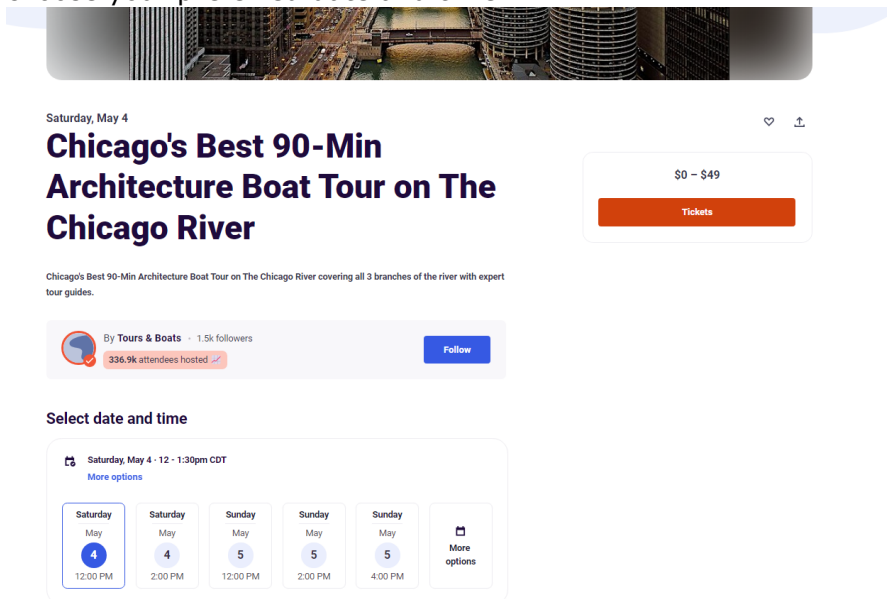 Saturday, May 4
Chicago's Best 90-Min
Architecture Boat Tour on The
Chicago River
$0 – $49
Tickets
Chicago's Best 90-Min Architecture Boat Tour on The Chicago River covering all 3 branches of the river with expert
tour guides.
By Tours & Boats · 1.5k followers
336.9k attendees hosted
Follow
Select date and time
Saturday, May 4 · 12 - 1:30pm CDT
More options
Saturday Saturday Sunday Sunday Sunday
May May May May May
4 4 5 5 5
12:00 PM 2:00 PM 12:00 PM 2:00 PM 4:00 PM
More
options